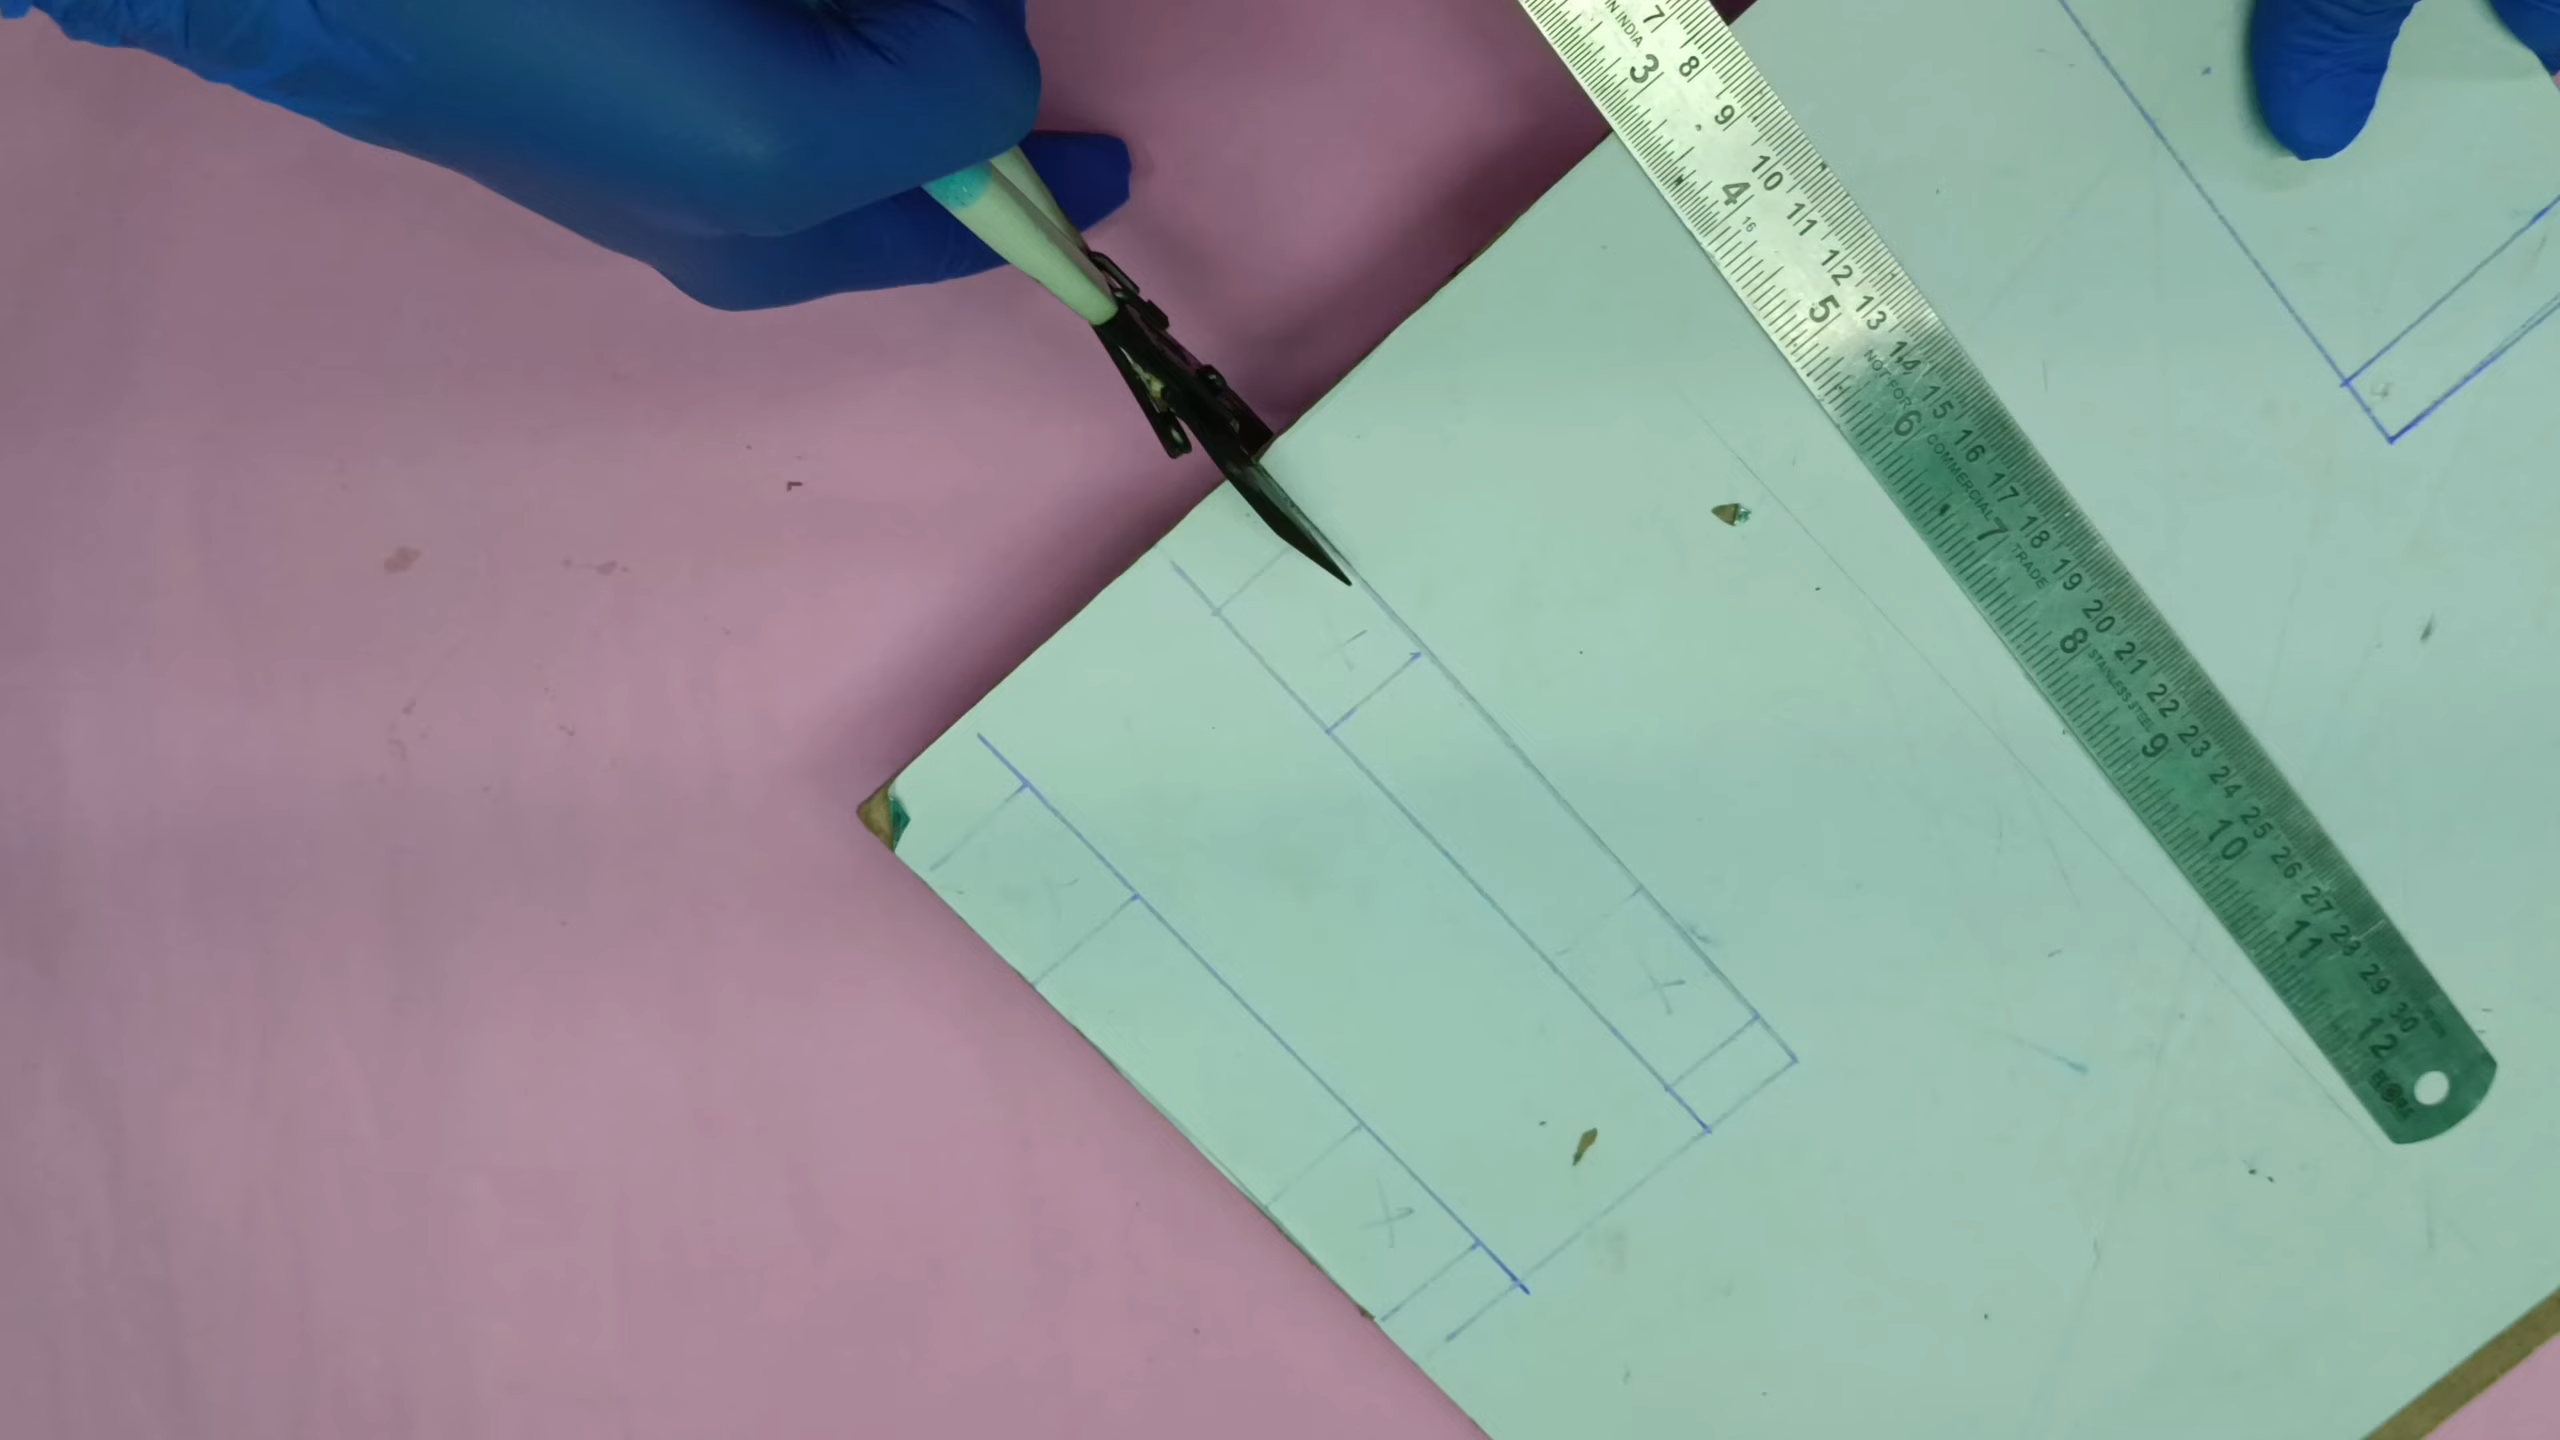 IN INDIA
7 8 9 10 11 12 13 14 15 16 17 18 19 20 21 22 23 24 25 26 27 28 29 30
3 4 5 6 7 8 9 10 11 12
16
NOT FOR COMMERCIAL TRADE
STAINLESS STEEL
X
X